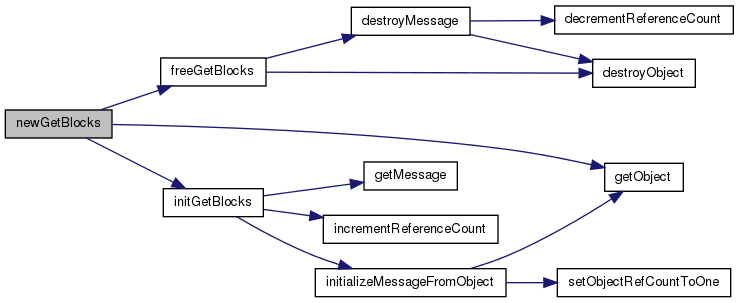 destroyMessage
decrementReferenceCount
freeGetBlocks
destroyObject
newGetBlocks
getMessage
getObject
initGetBlocks
incrementReferenceCount
initializeMessageFromObject
setObjectRefCountToOne